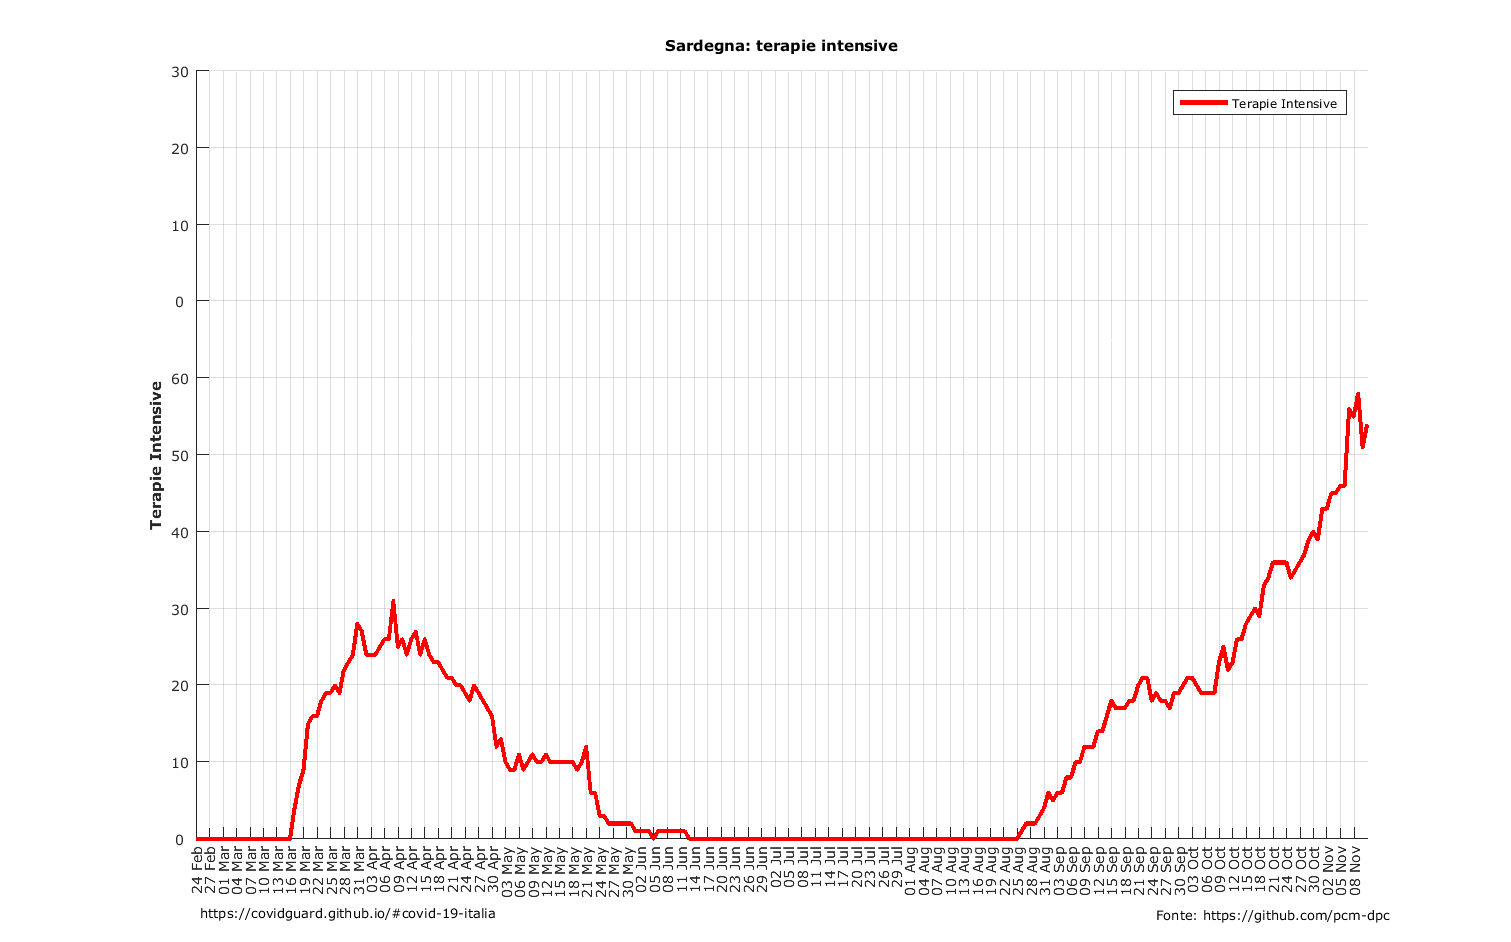 Sardegna: terapie intensive
Terapie Intensive
30
20
10
0
60
50
40
30
20
10
0
Terapie Intensive
24 Feb
27 Feb
01 Mar
04 Mar
07 Mar
10 Mar
13 Mar
16 Mar
19 Mar
22 Mar
25 Mar
28 Mar
31 Mar
03 Apr
06 Apr
09 Apr
12 Apr
15 Apr
18 Apr
21 Apr
24 Apr
27 Apr
30 Apr
03 May
06 May
09 May
12 May
15 May
18 May
21 May
24 May
27 May
30 May
02 Jun
05 Jun
08 Jun
11 Jun
14 Jun
17 Jun
20 Jun
23 Jun
26 Jun
29 Jun
02 Jul
05 Jul
08 Jul
11 Jul
14 Jul
17 Jul
20 Jul
23 Jul
26 Jul
29 Jul
01 Aug
04 Aug
07 Aug
10 Aug
13 Aug
16 Aug
19 Aug
22 Aug
25 Aug
28 Aug
31 Aug
03 Sep
06 Sep
09 Sep
12 Sep
15 Sep
18 Sep
21 Sep
24 Sep
27 Sep
30 Sep
03 Oct
06 Oct
09 Oct
12 Oct
15 Oct
18 Oct
21 Oct
24 Oct
27 Oct
30 Oct
02 Nov
05 Nov
08 Nov
https://covidguard.github.io/#covid-19-italia
Fonte: https://github.com/pcm-dpc